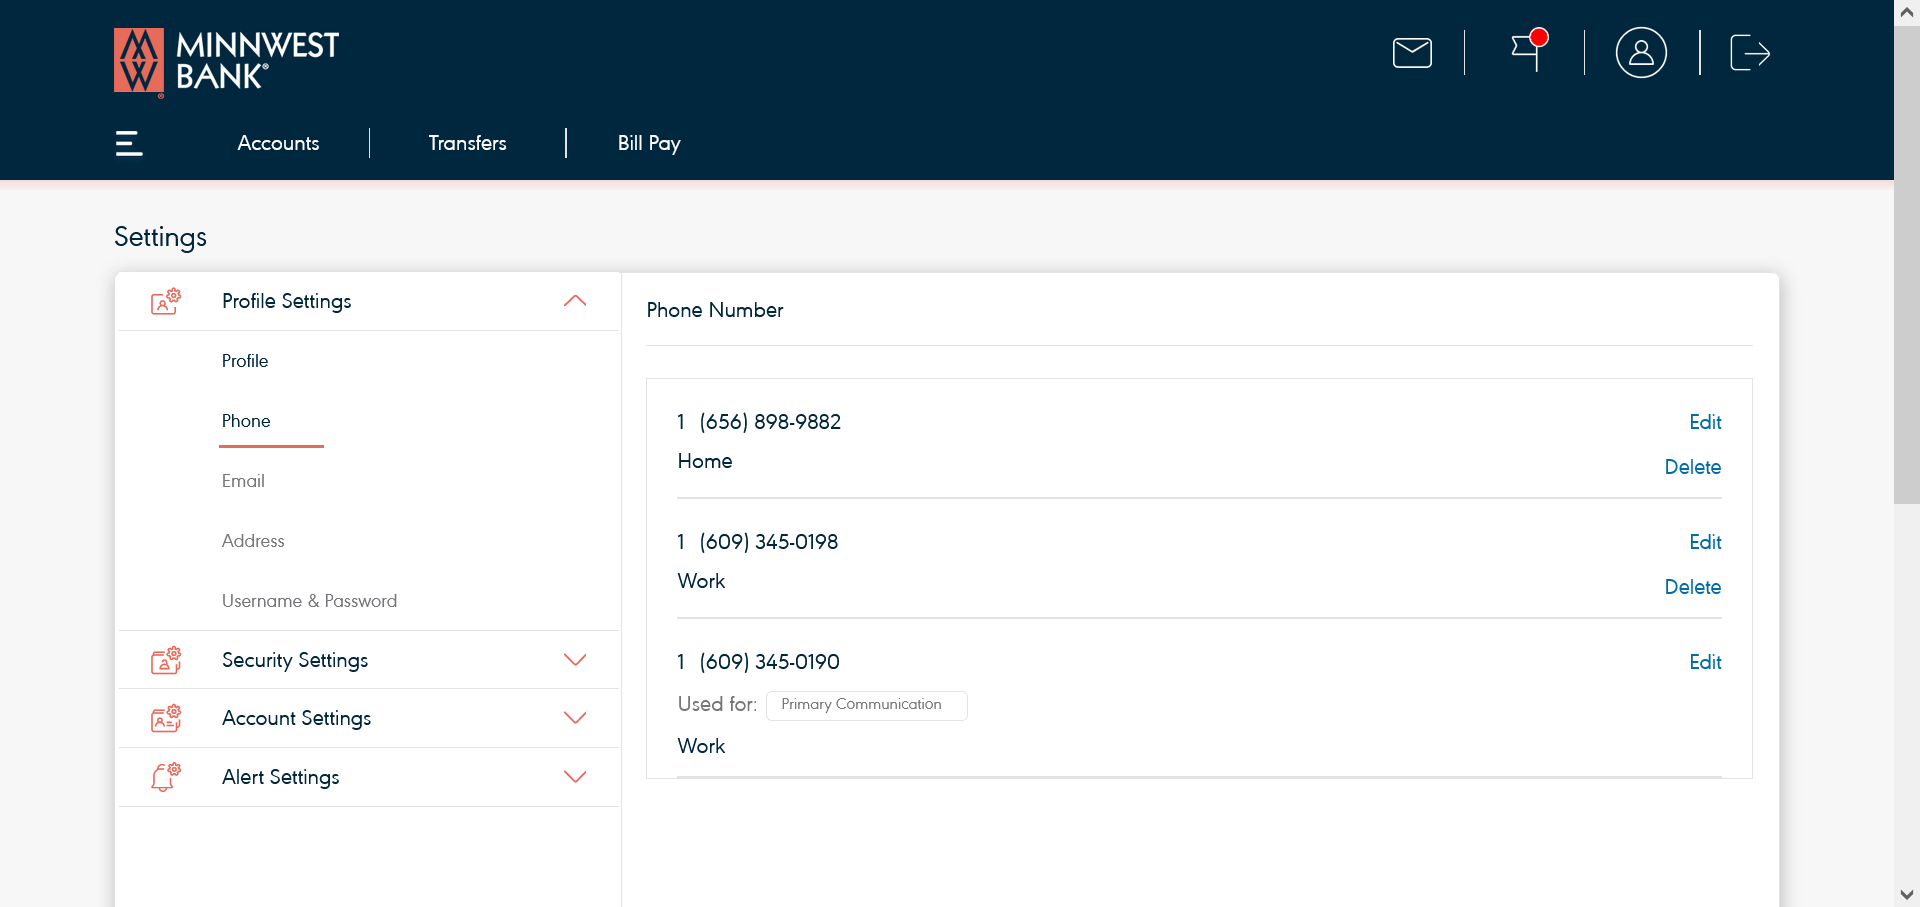 MINNWEST
BANK®
Accounts
Transfers
Bill Pay
Settings
Profile Settings
Profile
Phone
Email
Address
Username & Password
Security Settings
Account Settings
Alert Settings
Phone Number
1 (656) 898-9882
Edit
Home
Delete
1 (609) 345-0198
Edit
Work
Delete
1 (609) 345-0190
Edit
Used for: Primary Communication
Work